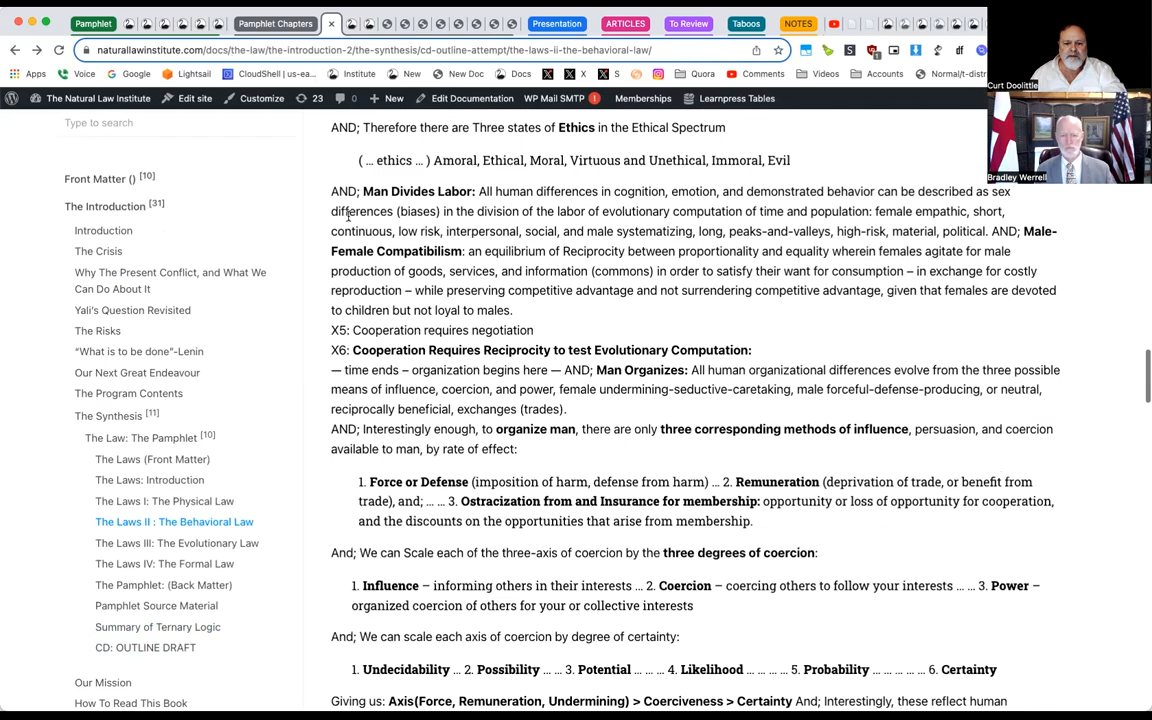 Pamphlet
Pamphlet Chapters
Presentation
ARTICLES
To Review
Taboos
NOTES
naturallawinstitute.com/docs/the-law/the-introduction-2/the-synthesis/cd-outline-attempt/the-laws-ii-the-behavioral-law/
Apps
Voice
Google
Lightsail
CloudShell (us-ea...
Institute
New
New Doc
Docs
X
S
Quora
Comments
Videos
Accounts
Normal/t-distr
The Natural Law Institute
Edit site
Customize
23
0
New
Edit Documentation
WP Mail SMTP
Memberships
Learnpress Tables
Curt Doolittle
Bradley Werrell
Type to search
Front Matter () [10]
The Introduction [31]
Introduction
The Crisis
Why The Present Conflict, and What We
Can Do About It
Yali's Question Revisited
The Risks
“What is to be done”-Lenin
Our Next Great Endeavour
The Program Contents
The Synthesis [11]
The Law: The Pamphlet [10]
The Laws (Front Matter)
The Laws: Introduction
The Laws I: The Physical Law
The Laws II : The Behavioral Law
The Laws III: The Evolutionary Law
The Laws IV: The Formal Law
The Pamphlet: (Back Matter)
Pamphlet Source Material
Summary of Ternary Logic
CD: OUTLINE DRAFT
Our Mission
How To Read This Book
AND; Therefore there are Three states of Ethics in the Ethical Spectrum
( … ethics … ) Amoral, Ethical, Moral, Virtuous and Unethical, Immoral, Evil
AND; Man Divides Labor: All human differences in cognition, emotion, and demonstrated behavior can be described as sex
differences (biases) in the division of the labor of evolutionary computation of time and population: female empathic, short,
continuous, low risk, interpersonal, social, and male systematizing, long, peaks-and-valleys, high-risk, material, political. AND; Male-
Female Compatibilism: an equilibrium of Reciprocity between proportionality and equality wherein females agitate for male
production of goods, services, and information (commons) in order to satisfy their want for consumption – in exchange for costly
reproduction – while preserving competitive advantage and not surrendering competitive advantage, given that females are devoted
to children but not loyal to males.
X5: Cooperation requires negotiation
X6: Cooperation Requires Reciprocity to test Evolutionary Computation:
— time ends – organization begins here — AND; Man Organizes: All human organizational differences evolve from the three possible
means of influence, coercion, and power, female undermining-seductive-caretaking, male forceful-defense-producing, or neutral,
reciprocally beneficial, exchanges (trades).
AND; Interestingly enough, to organize man, there are only three corresponding methods of influence, persuasion, and coercion
available to man, by rate of effect:
1. Force or Defense (imposition of harm, defense from harm) … 2. Remuneration (deprivation of trade, or benefit from
trade), and; … … 3. Ostracization from and Insurance for membership: opportunity or loss of opportunity for cooperation,
and the discounts on the opportunities that arise from membership.
And; We can Scale each of the three-axis of coercion by the three degrees of coercion:
1. Influence – informing others in their interests … 2. Coercion – coercing others to follow your interests … … 3. Power –
organized coercion of others for your or collective interests
And; We can scale each axis of coercion by degree of certainty:
1. Undecidability … 2. Possibility … … 3. Potential … … … 4. Likelihood … … … … 5. Probability … … … … … 6. Certainty
Giving us: Axis(Force, Remuneration, Undermining) > Coerciveness > Certainty And; Interestingly, these reflect human